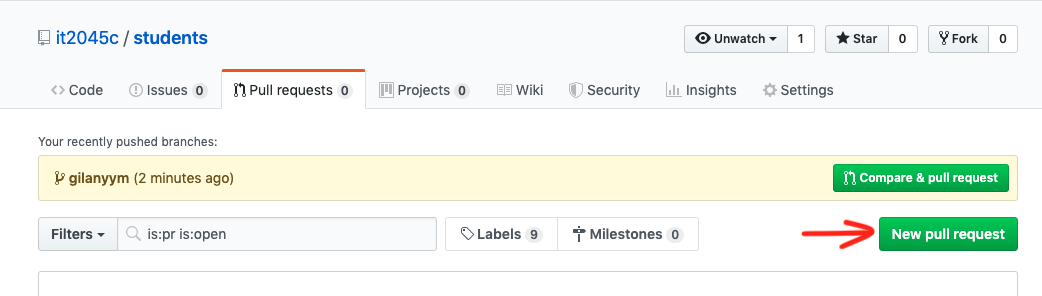 it2045c / students
Unwatch 1 Star 0 Fork 0
Code Issues 0 Pull requests 0 Projects 0 Wiki Security Insights Settings
Your recently pushed branches:
gilanyym (2 minutes ago) Compare & pull request
Filters is:pr is:open Labels 9 Milestones 0 New pull request